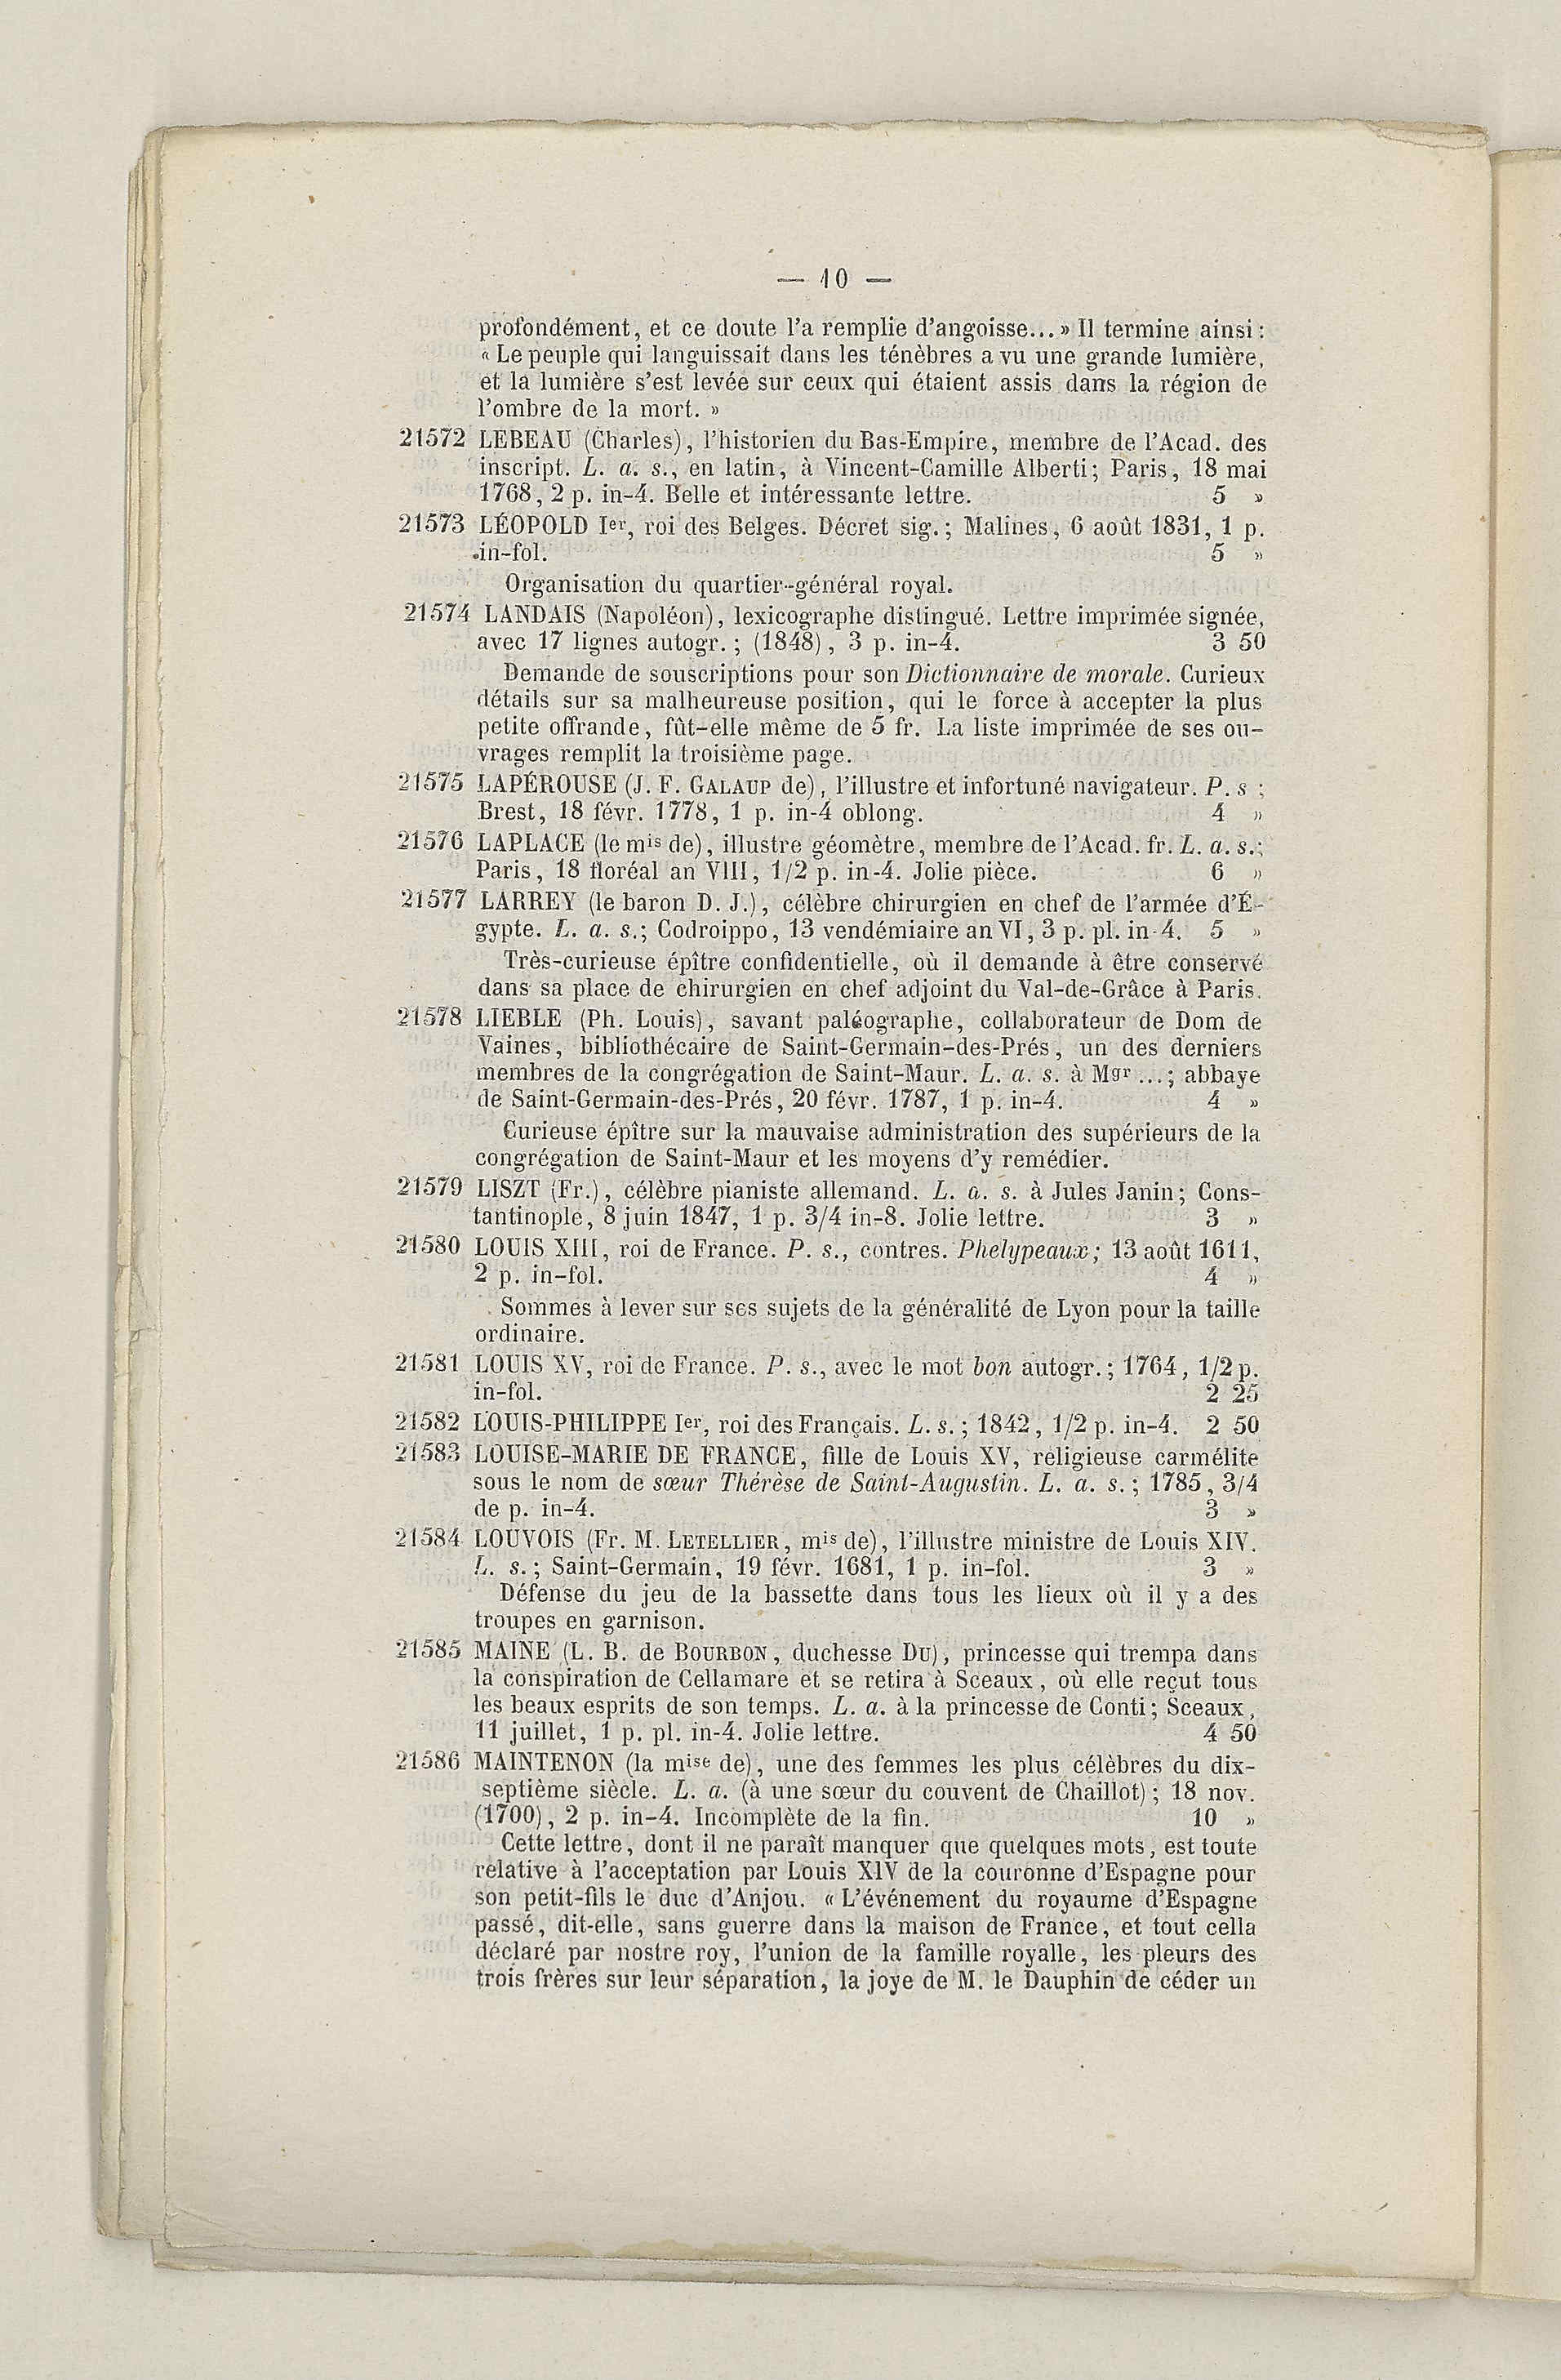 — 10 —
profondément, et ce doute l'a remplie d'angoisse... » Il termine ainsi:
« Le peuple qui languissait dans les ténèbres a vu une grande lumière,
et la lumière s'est levée sur ceux qui étaient assis dans la région de
l'ombre de la mort. »
21572 LEBEAU (Charles), l'historien du Bas-Empire, membre de l'Acad. des
inscript. L. a. s., en latin, à Vincent-Camille Alberti; Paris, 18 mai
1768, 2 p. in-4. Belle et intéressante lettre. 5 »
21573 LÉOPOLD Ier, roi des Belges. Décret sig.; Malines, 6 août 1831, 1 p.
in-fol. 5 »
Organisation du quartier-général royal.
21574 LANDAIS (Napoléon), lexicographe distingué. Lettre imprimée signée,
avec 17 lignes autogr.; (1848), 3 p. in-4. 3 50
Demande de souscriptions pour son Dictionnaire de morale. Curieux
détails sur sa malheureuse position, qui le force à accepter la plus
petite offrande, fût-elle même de 5 fr. La liste imprimée de ses ou-
vrages remplit la troisième page.
21575 LAPÉROUSE (J. F. GALAUP de), l'illustre et infortuné navigateur. P. s ;
Brest, 18 févr. 1778, 1 p. in-4 oblong. 4 »
21576 LAPLACE (le mis de), illustre géomètre, membre de l'Acad. fr. L. a. s.;
Paris, 18 floréal an VIII, 1/2 p. in-4. Jolie pièce. 6 »
21577 LARREY (le baron D. J.), célèbre chirurgien en chef de l'armée d'É-
gypte. L. a. s.; Codroippo, 13 vendémiaire an VI, 3 p. pl. in-4. 5 »
Très-curieuse épître confidentielle, où il demande à être conservé
dans sa place de chirurgien en chef adjoint du Val-de-Grâce à Paris.
21578 LIEBLE (Ph. Louis), savant paléographe, collaborateur de Dom de
Vaines, bibliothécaire de Saint-Germain-des-Prés, un des derniers
membres de la congrégation de Saint-Maur. L. a. s. à Mgr ...; abbaye
de Saint-Germain-des-Prés, 20 févr. 1787, 1 p. in-4. 4 »
Curieuse épître sur la mauvaise administration des supérieurs de la
congrégation de Saint-Maur et les moyens d'y remédier.
21579 LISZT (Fr.), célèbre pianiste allemand. L. a. s. à Jules Janin; Cons-
tantinople, 8 juin 1847, 1 p. 3/4 in-8. Jolie lettre. 3 »
21580 LOUIS XIII, roi de France. P. s., contres. Phelypeaux; 13 août 1611,
2 p. in-fol. 4 »
Sommes à lever sur ses sujets de la généralité de Lyon pour la taille
ordinaire.
21581 LOUIS XV, roi de France. P. s., avec le mot bon autogr.; 1764, 1/2 p.
in-fol. 2 25
21582 LOUIS-PHILIPPE Ier, roi des Français. L. s.; 1842, 1/2 p. in-4. 2 50
21583 LOUISE-MARIE DE FRANCE, fille de Louis XV, religieuse carmélite
sous le nom de sœur Thérèse de Saint-Augustin. L. a. s.; 1785, 3/4
de p. in-4. 3 »
21584 LOUVOIS (Fr. M. LETELLIER, mis de), l'illustre ministre de Louis XIV.
L. s.; Saint-Germain, 19 févr. 1681, 1 p. in-fol. 3 »
Défense du jeu de la bassette dans tous les lieux où il y a des
troupes en garnison.
21585 MAINE (L. B. de BOURBON, duchesse DU), princesse qui trempa dans
la conspiration de Cellamare et se retira à Sceaux, où elle reçut tous
les beaux esprits de son temps. L. a. à la princesse de Conti; Sceaux,
11 juillet, 1 p. pl. in-4. Jolie lettre. 4 50
21586 MAINTENON (la mise de), une des femmes les plus célèbres du dix-
septième siècle. L. a. (à une sœur du couvent de Chaillot); 18 nov.
(1700), 2 p. in-4. Incomplète de la fin. 10 »
Cette lettre, dont il ne paraît manquer que quelques mots, est toute
relative à l'acceptation par Louis XIV de la couronne d'Espagne pour
son petit-fils le duc d'Anjou. « L'événement du royaume d'Espagne
passé, dit-elle, sans guerre dans la maison de France, et tout cella
déclaré par nostre roy, l'union de la famille royalle, les pleurs des
trois frères sur leur séparation, la joye de M. le Dauphin de céder un